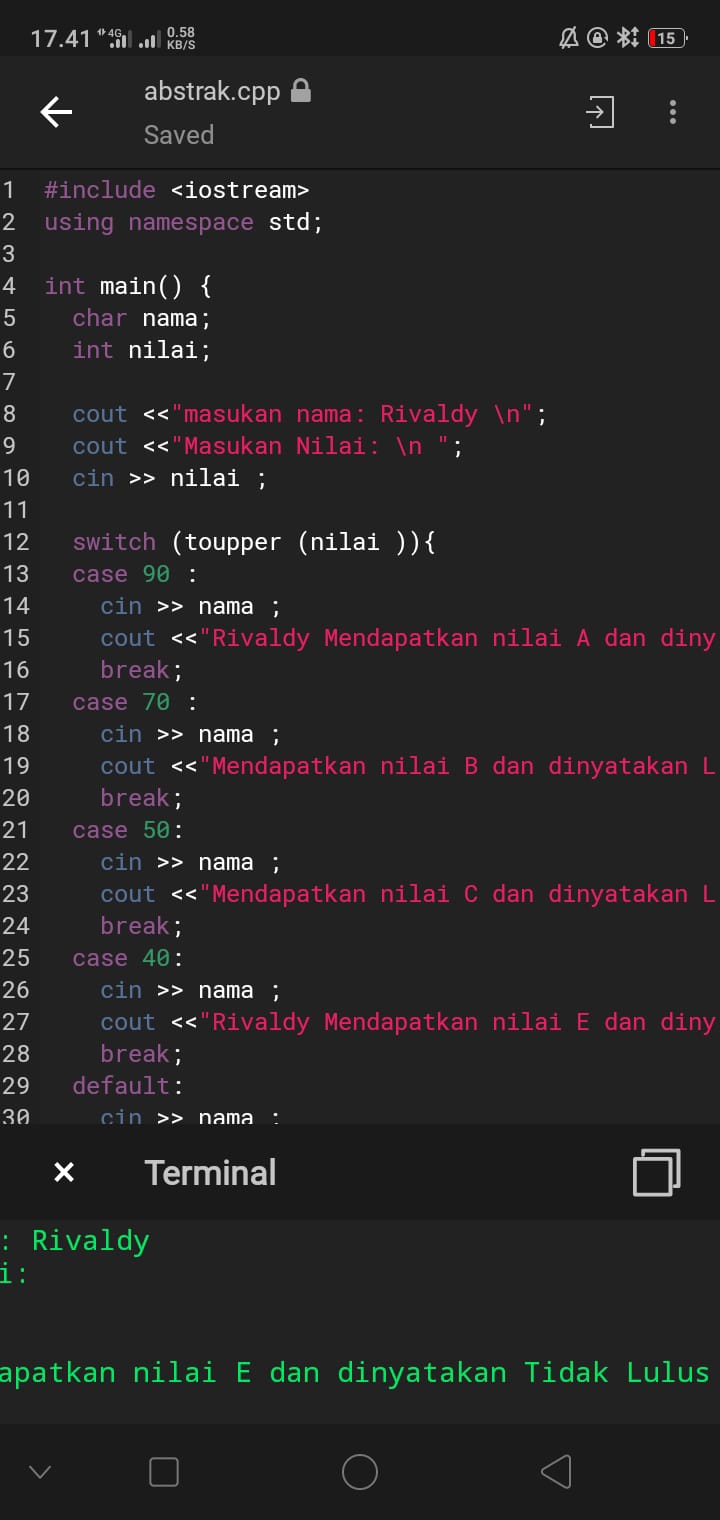 17.41 4G 0.58 KB/S 15
abstrak.cpp
Saved
1 #include <iostream>
2 using namespace std;
3
4 int main() {
5 char nama;
6 int nilai;
7
8 cout <<"masukan nama: Rivaldy \n";
9 cout <<"Masukan Nilai: \n ";
10 cin >> nilai ;
11
12 switch (toupper (nilai )){
13 case 90 :
14 cin >> nama ;
15 cout <<"Rivaldy Mendapatkan nilai A dan diny
16 break;
17 case 70 :
18 cin >> nama ;
19 cout <<"Mendapatkan nilai B dan dinyatakan L
20 break;
21 case 50:
22 cin >> nama ;
23 cout <<"Mendapatkan nilai C dan dinyatakan L
24 break;
25 case 40:
26 cin >> nama ;
27 cout <<"Rivaldy Mendapatkan nilai E dan diny
28 break;
29 default:
30 cin >> nama ;
Terminal
: Rivaldy
i:
apatkan nilai E dan dinyatakan Tidak Lulus